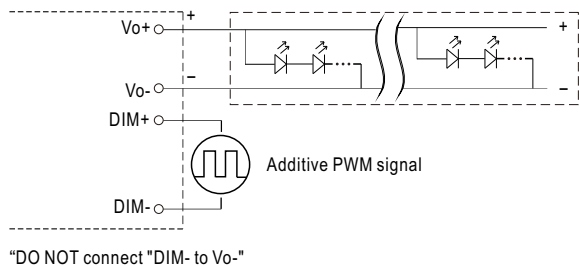 Vo+
+
+
Vo-
−
−
DIM+
Additive PWM signal
DIM-
“DO NOT connect "DIM- to Vo-"